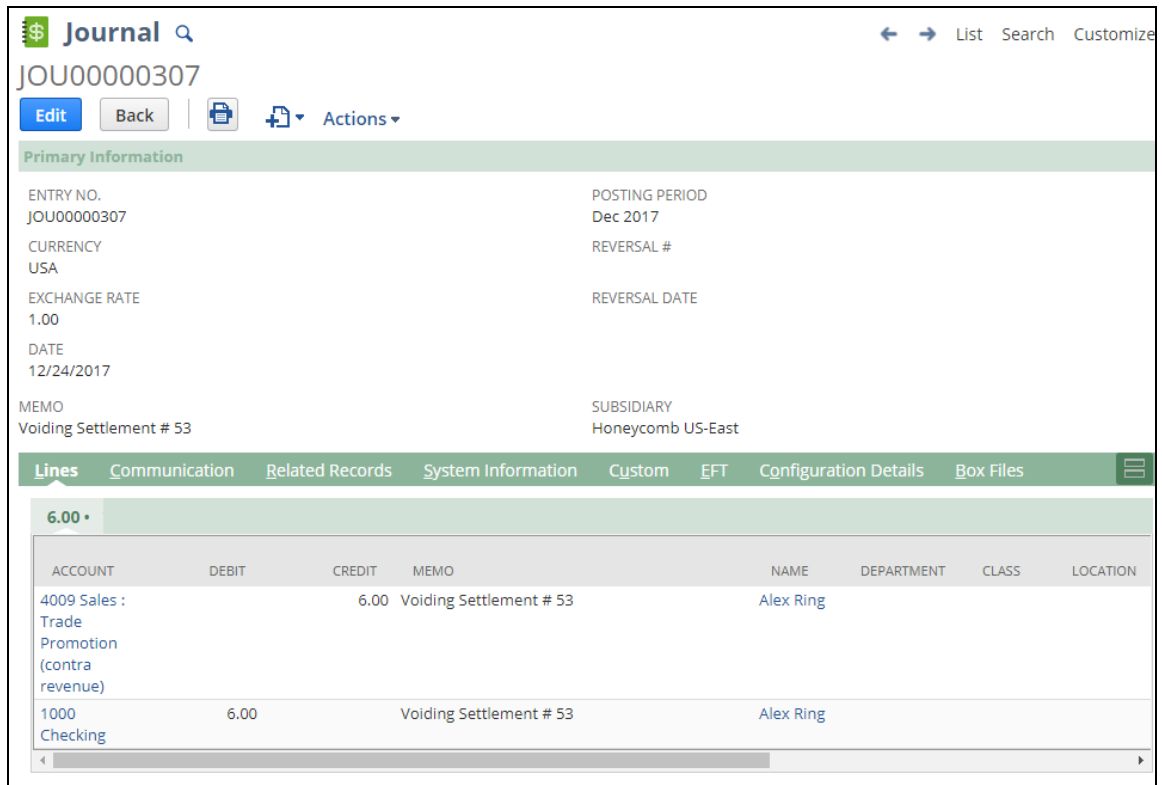 Journal
List Search Customize
JOU00000307
Edit Back Actions
Primary Information
ENTRY NO.
JOU00000307
POSTING PERIOD
Dec 2017
CURRENCY
USA
REVERSAL #
EXCHANGE RATE
1.00
REVERSAL DATE
DATE
12/24/2017
MEMO
Voiding Settlement # 53
SUBSIDIARY
Honeycomb US-East
Lines Communication Related Records System Information Custom EFT Configuration Details Box Files
6.00 •
ACCOUNT DEBIT CREDIT MEMO NAME DEPARTMENT CLASS LOCATION
4009 Sales : 6.00 Voiding Settlement # 53 Alex Ring
Trade
Promotion
(contra
revenue)
1000 6.00 Voiding Settlement # 53 Alex Ring
Checking